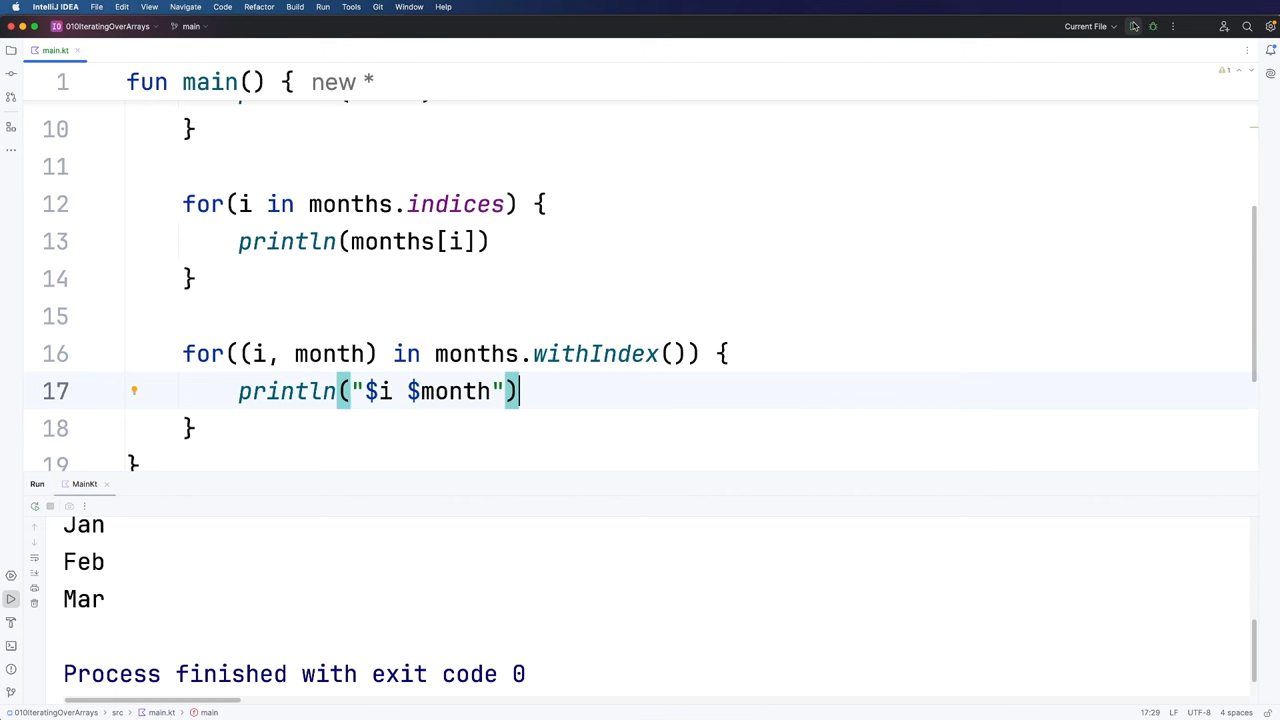 IntelliJ IDEA File Edit View Navigate Code Refactor Build Run Tools Git Window Help
010IteratingOverArrays main Current File
main.kt
1 fun main() { new *
1
10 }
11
12 for(i in months.indices) {
13 println(months[i])
14 }
15
16 for((i, month) in months.withIndex()) {
17 println("$i $month")
18 }
19 }
Run MainKt
Jan
Feb
Mar
Process finished with exit code 0
010IteratingOverArrays src main.kt main 17:29 LF UTF-8 4 spaces